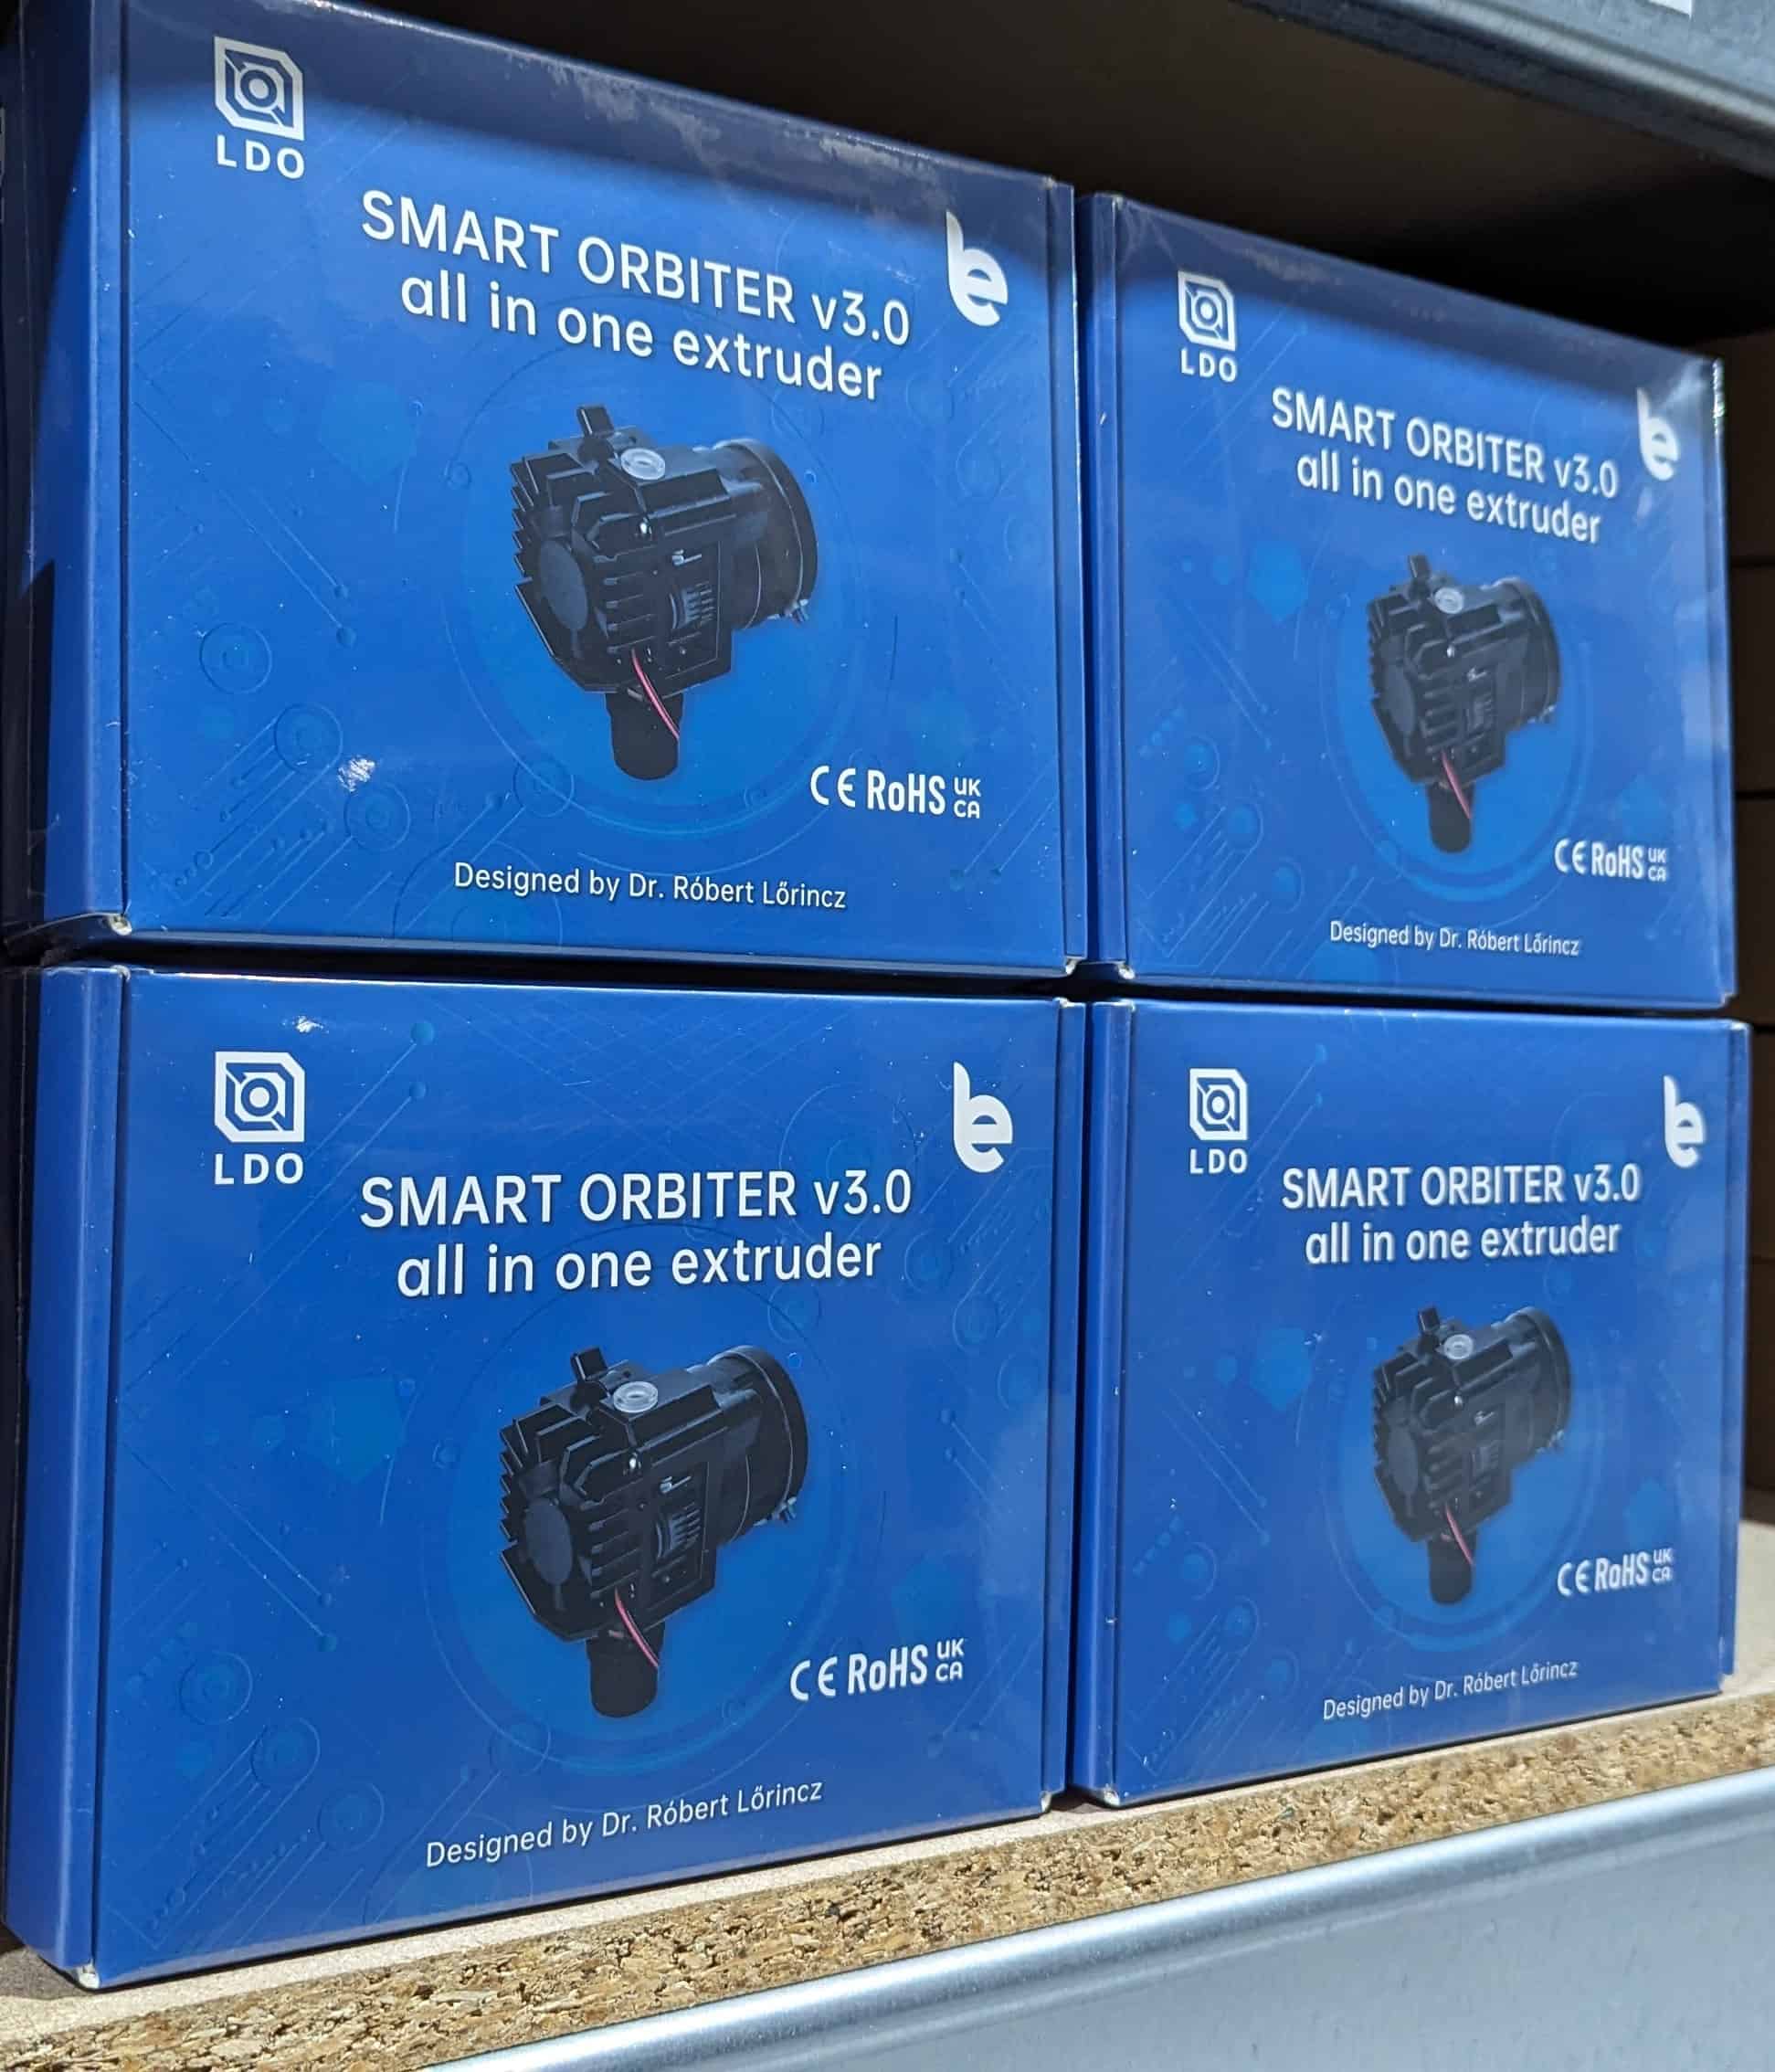 LDO
SMART ORBITER v3.0
all in one extruder
CE RoHS UK
CA
Designed by Dr. Róbert Lőrincz
LDO
SMART ORBITER v3.0
all in one extruder
CE RoHS UK
CA
Designed by Dr. Róbert Lőrincz
LDO
SMART ORBITER v3.0
all in one extruder
CE RoHS UK
CA
Designed by Dr. Róbert Lőrincz
LDO
SMART ORBITER v3.0
all in one extruder
CE RoHS UK
CA
Designed by Dr. Róbert Lőrincz